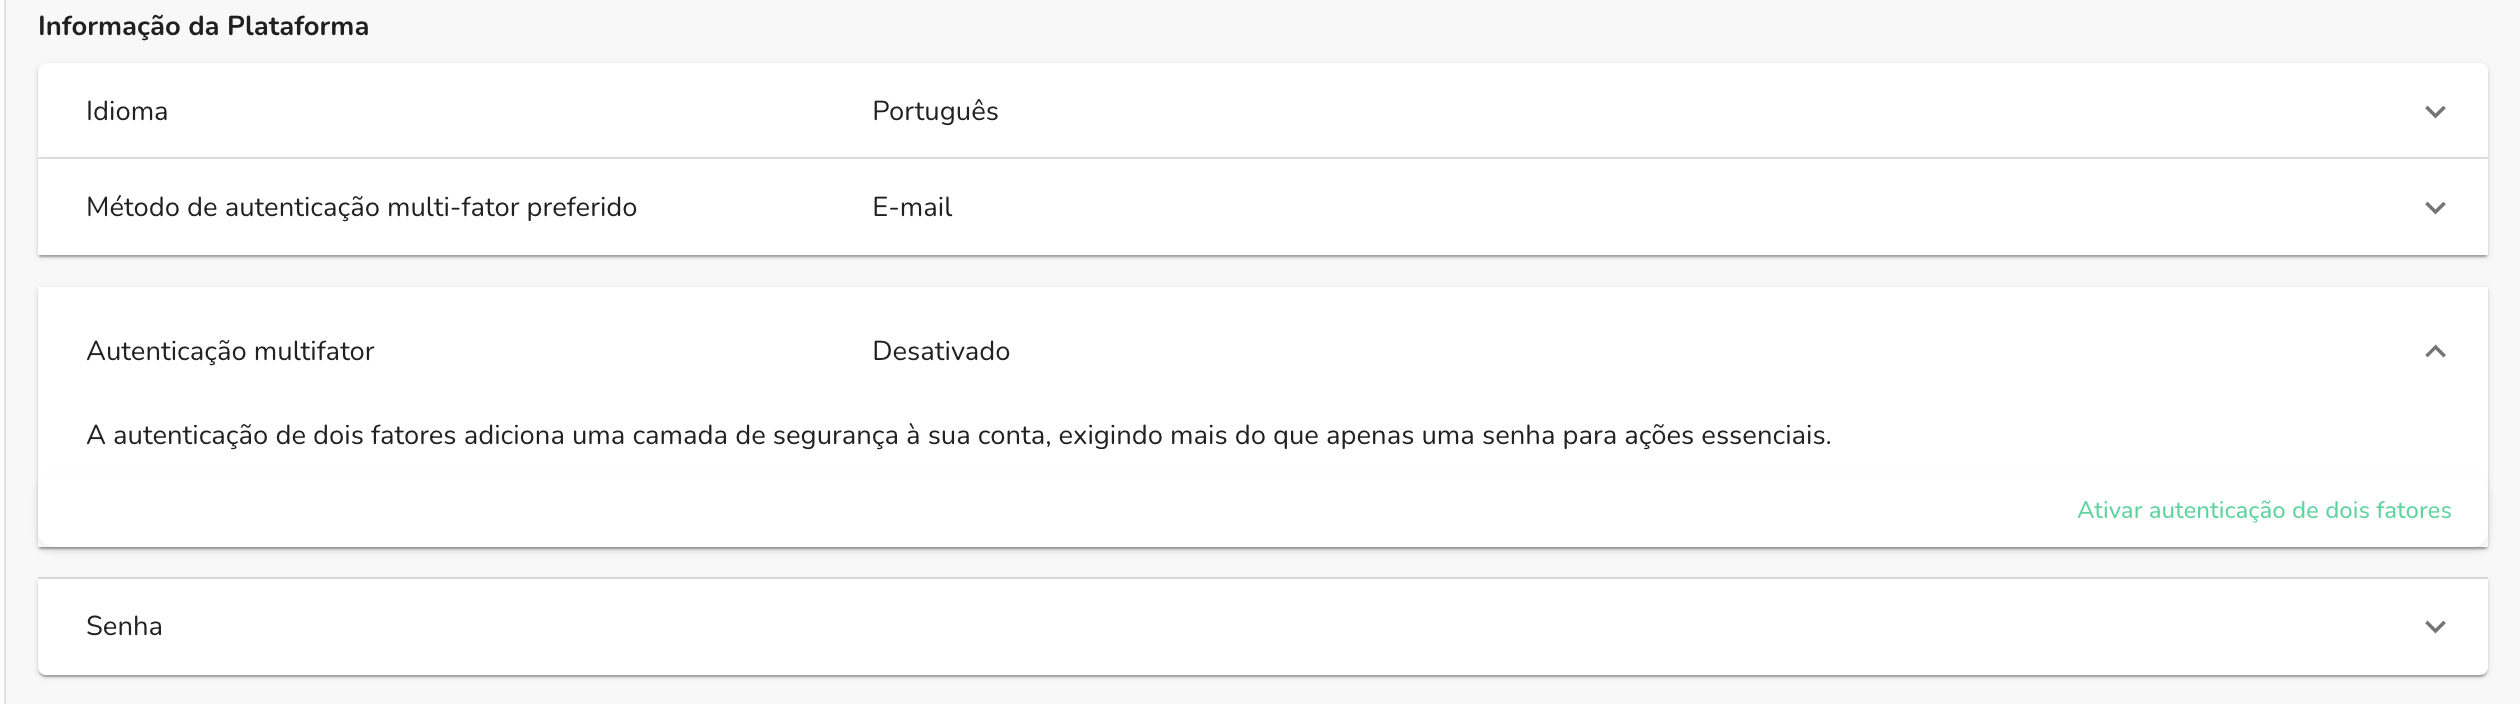 Informação da Plataforma
Idioma
Português
Método de autenticação multi-fator preferido
E-mail
Autenticação multifator
Desativado
A autenticação de dois fatores adiciona uma camada de segurança à sua conta, exigindo mais do que apenas uma senha para ações essenciais.
Ativar autenticação de dois fatores
Senha